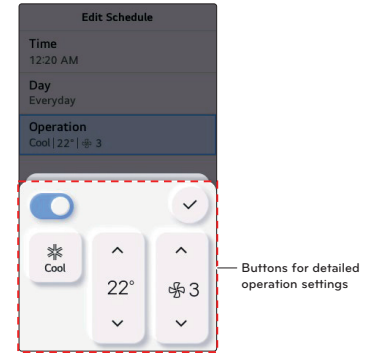 Edit Schedule
Time
12:20 AM
Day
Everyday
Operation
Cool | 22° | 3
Cool
22°
3
Buttons for detailed
operation settings